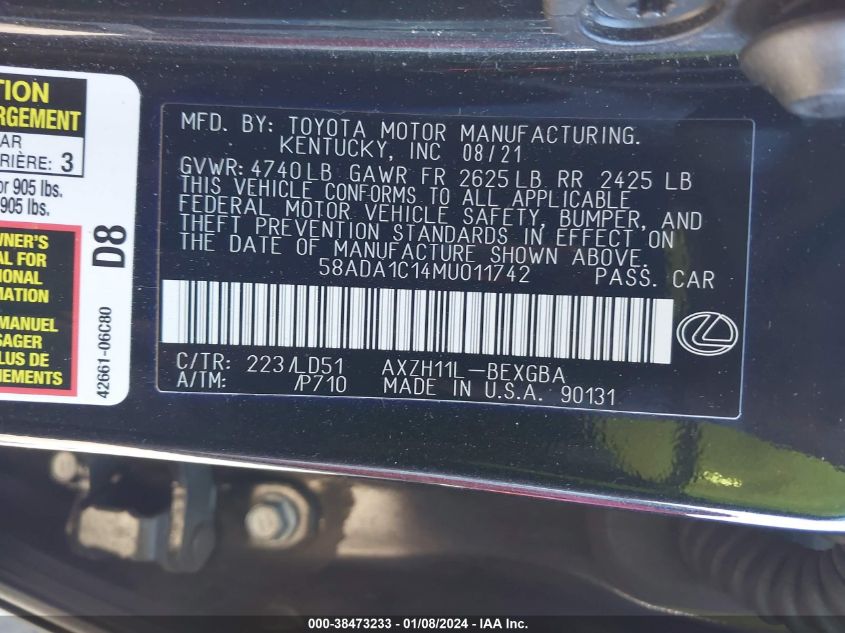 TION
RGEMENT
AR
RIÈRE: 3
or 905 lbs.
905 lbs.
WNER'S
AL FOR
IONAL
MATION
MANUEL
SAGER
PLUS DE
NEMENTS
D8
42661-06C80
MFD. BY: TOYOTA MOTOR MANUFACTURING.
KENTUCKY, INC 08/21
GVWR: 4740LB GAWR FR 2625LB RR 2425 LB
THIS VEHICLE CONFORMS TO ALL APPLICABLE
FEDERAL MOTOR VEHICLE SAFETY, BUMPER, AND
THEFT PREVENTION STANDARDS IN EFFECT ON
THE DATE OF MANUFACTURE SHOWN ABOVE.
58ADA1C14MU011742 PASS. CAR
C/TR: 223/LD51 AXZH11L-BEXGBA
A/TM: /P710 MADE IN U.S.A. 90131
000-38473233 - 01/08/2024 - IAA Inc.